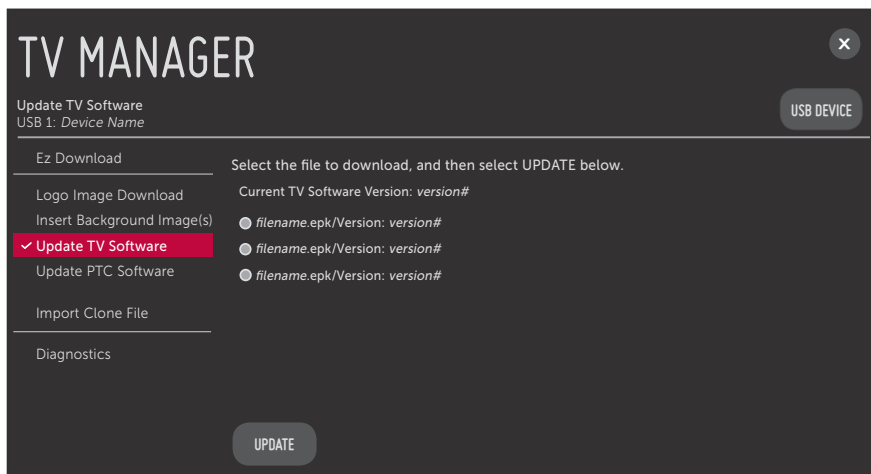 TV MANAGER
X
Update TV Software
USB 1: Device Name
USB DEVICE
Ez Download
Logo Image Download
Insert Background Image(s)
Update TV Software
Update PTC Software
Import Clone File
Diagnostics
Select the file to download, and then select UPDATE below.
Current TV Software Version: version#
filename.epk/Version: version#
filename.epk/Version: version#
filename.epk/Version: version#
UPDATE